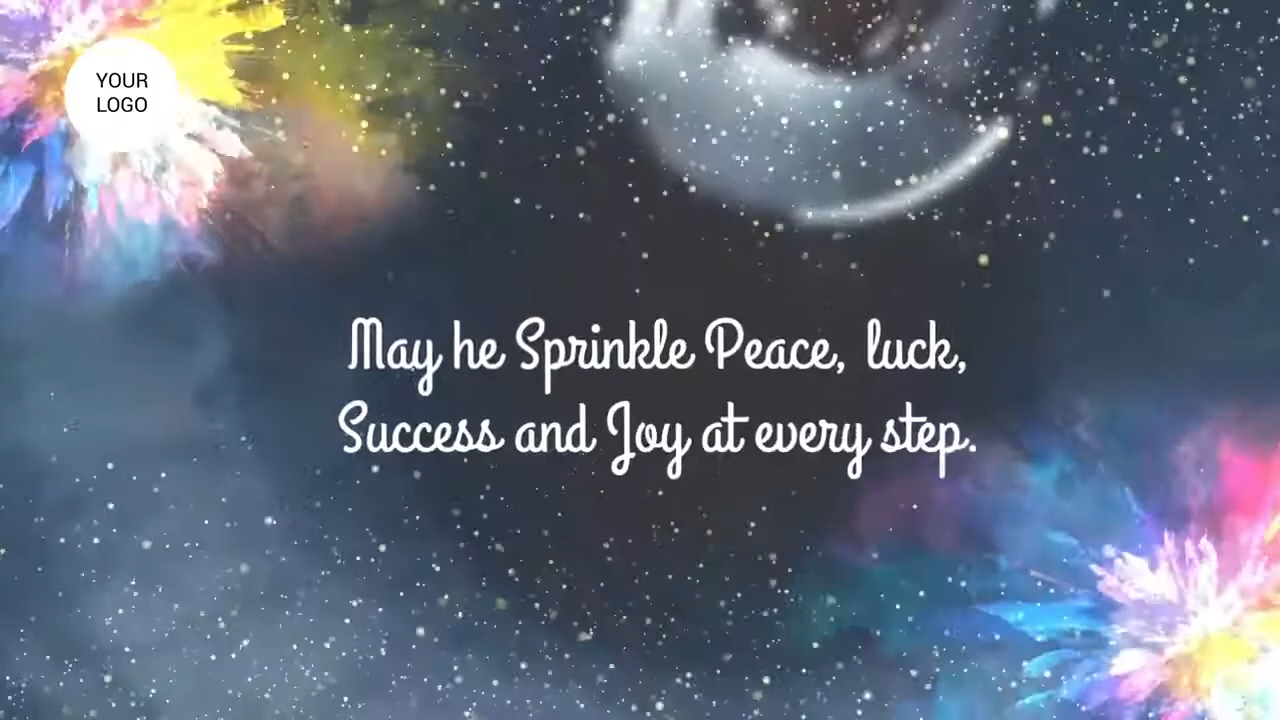 YOUR
LOGO
May he Sprinkle Peace, luck,
Success and Joy at every step.